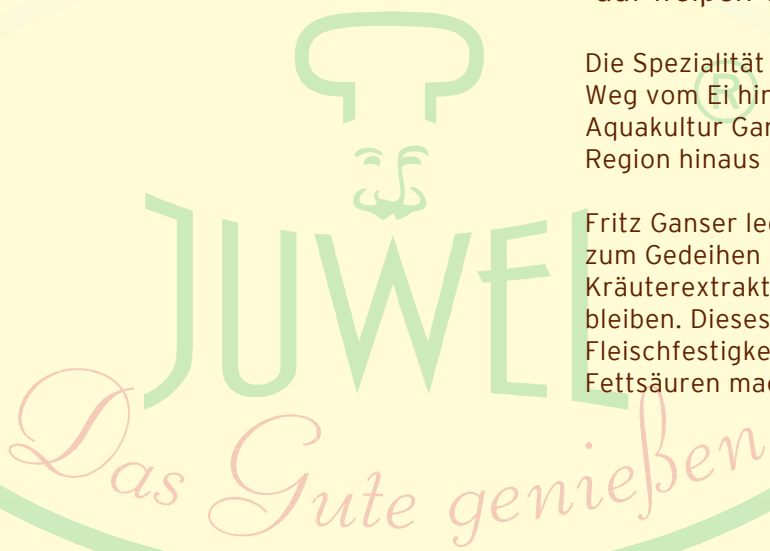 Die Spezialität
Weg vom Ei hin
Aquakultur Gan
Region hinaus
Fritz Ganser le
zum Gedeihen
Kräuterextrakt
bleiben. Dieses
Fleischfestigke
Fettsäuren mac
®
JUWEL
Das Gute genießen